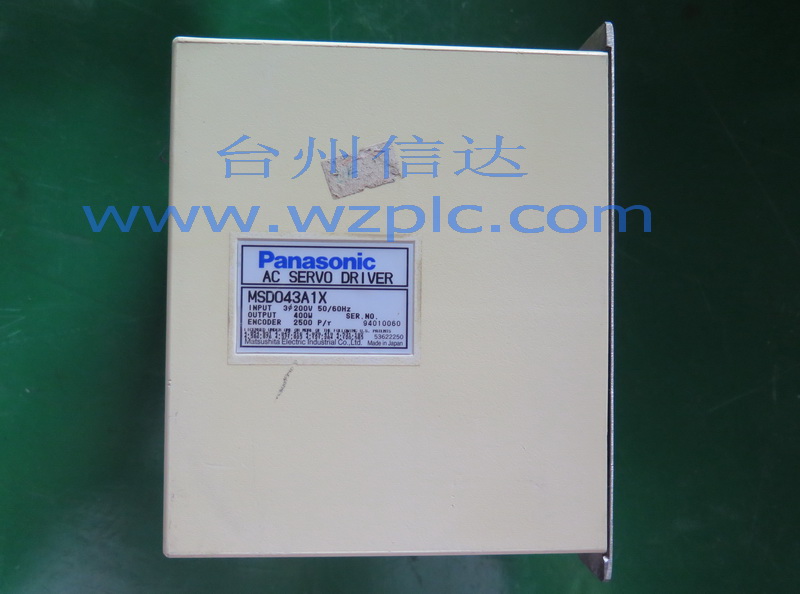 台州信达
www.wzplc.com
Panasonic
AC SERVO DRIVER
MSD043A1X
INPUT 3ϕ200V 50/60Hz
OUTPUT 400W SER.NO.
ENCODER 2500 P/r 94010060
53622250
Matsushita Electric Industrial Co.,Ltd. Made in Japan